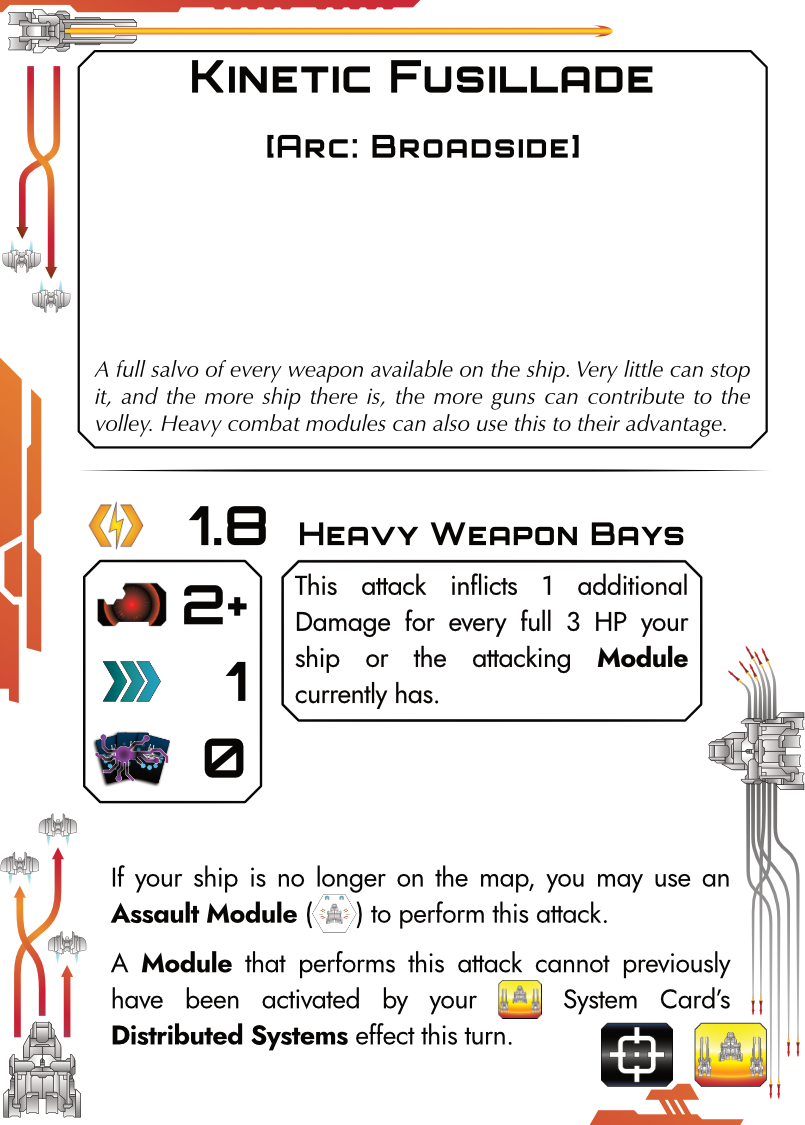 Kinetic Fusillade
[Arc: Broadside]
A full salvo of every weapon available on the ship. Very little can stop
it, and the more ship there is, the more guns can contribute to the
volley. Heavy combat modules can also use this to their advantage.
1.8 Heavy Weapon Bays
2+
1
0
This attack inflicts 1 additional
Damage for every full 3 HP your
ship or the attacking Module
currently has.
If your ship is no longer on the map, you may use an
Assault Module ( ) to perform this attack.
A Module that performs this attack cannot previously
have been activated by your System Card’s
Distributed Systems effect this turn.